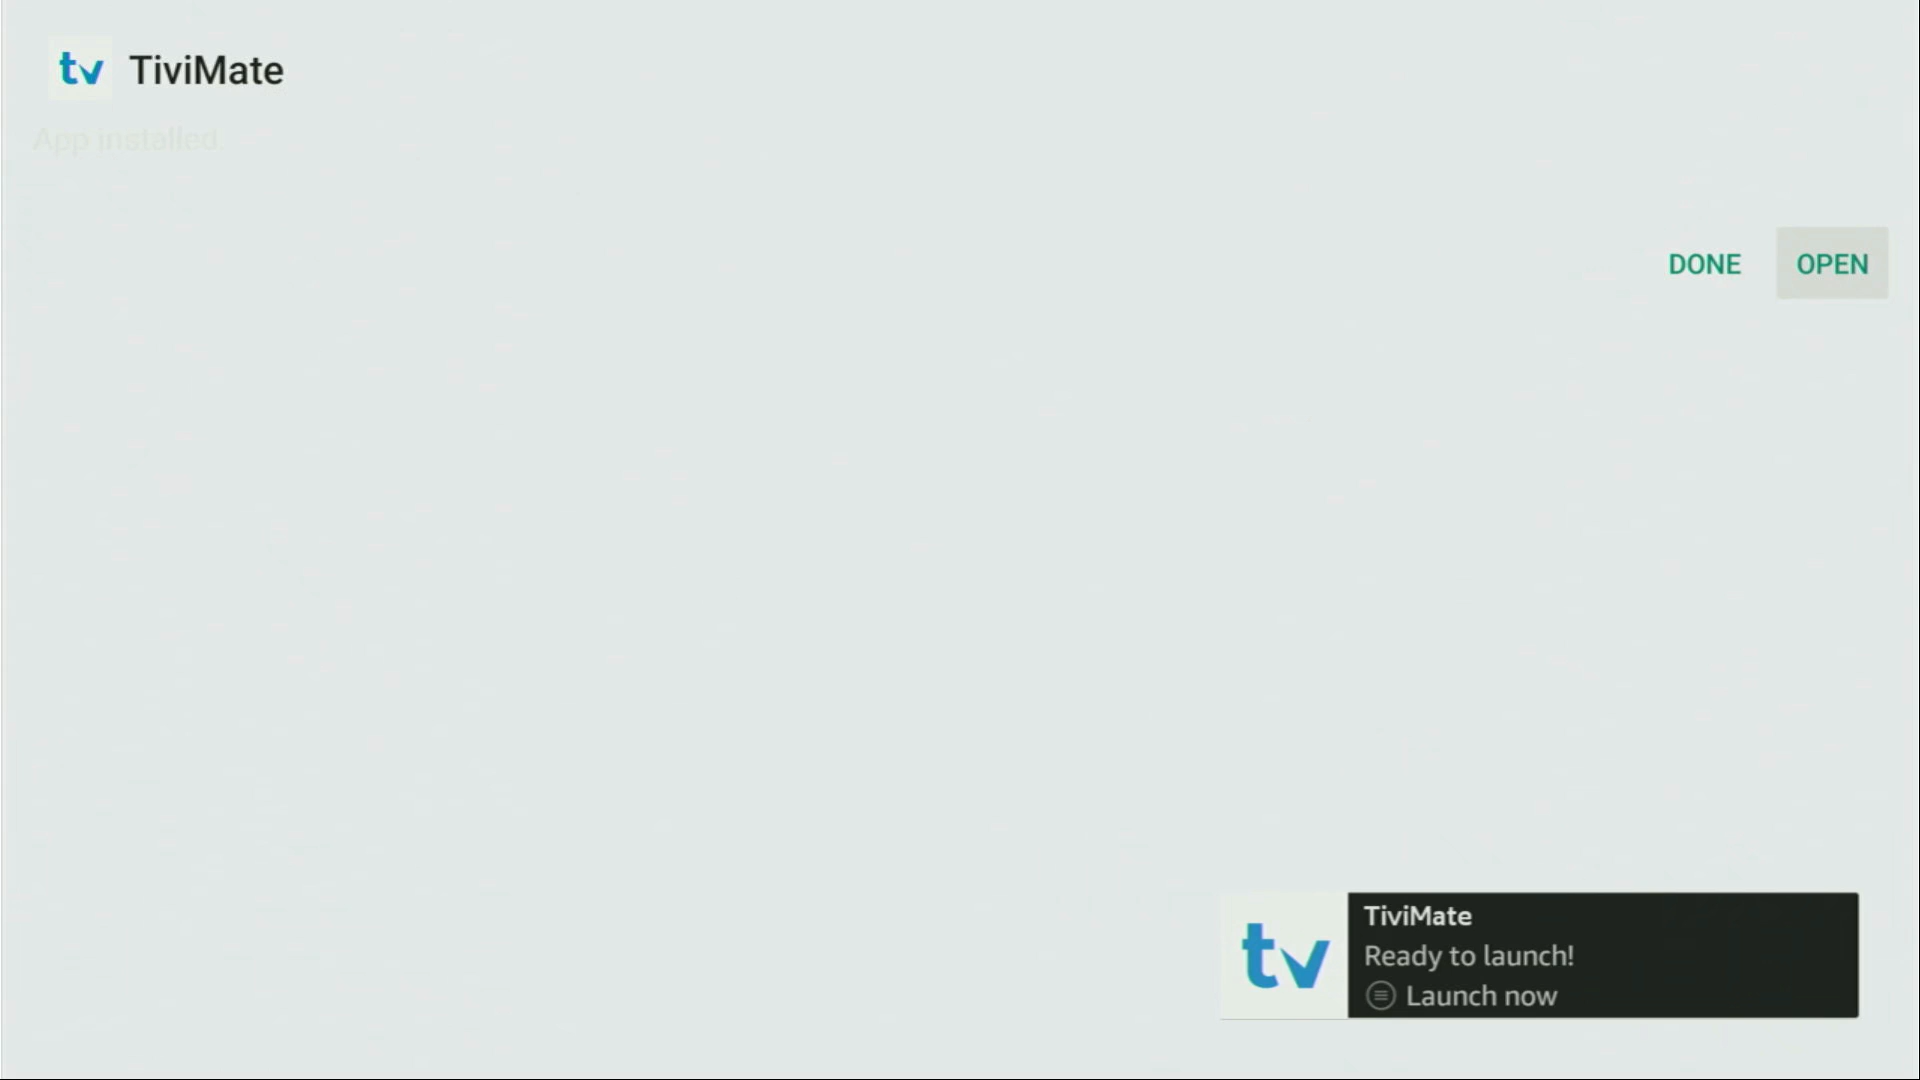 tv TiviMate
App installed.
DONE OPEN
tv
TiviMate
Ready to launch!
Launch now